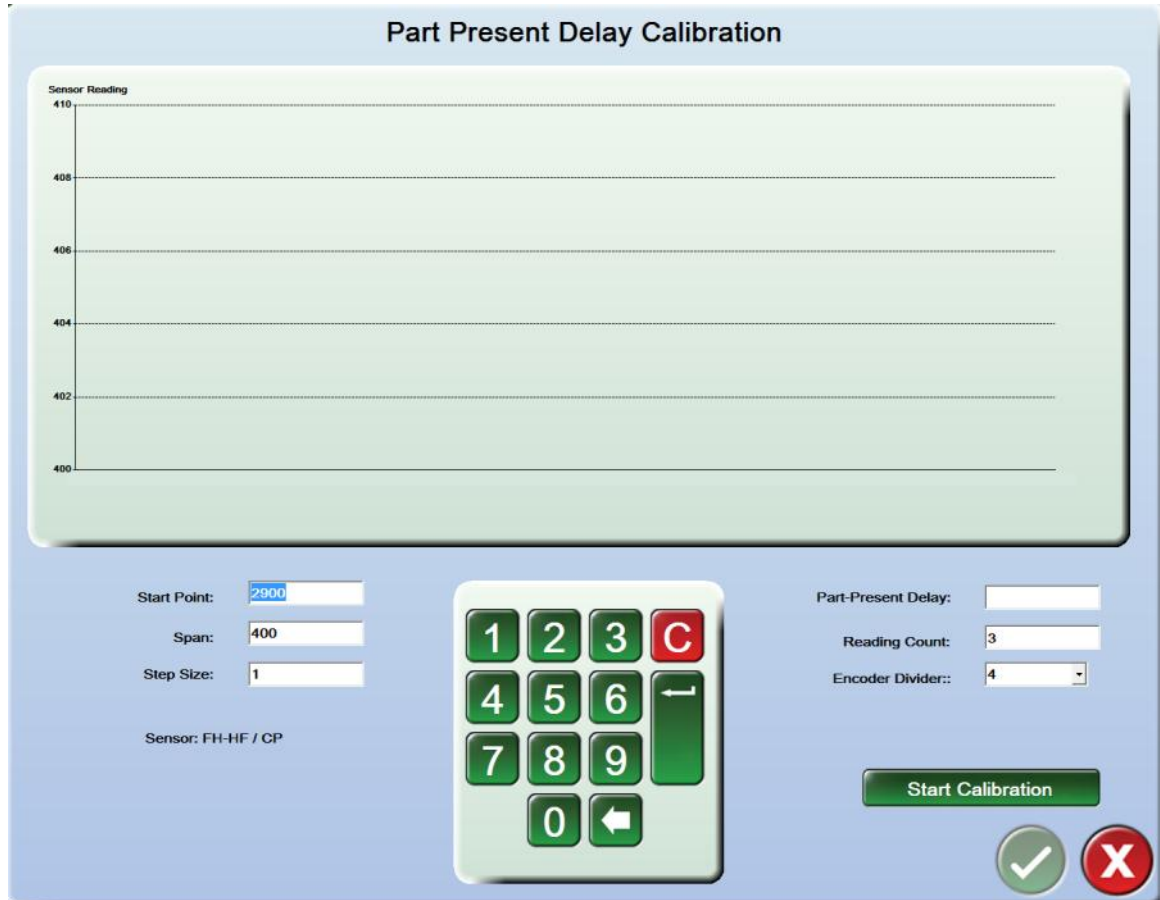 Part Present Delay Calibration
Sensor Reading
410
408
406
404
402
400
Start Point: 2900
Span: 400
Step Size: 1
Sensor: FH-HF / CP
1 2 3 C
4 5 6
7 8 9
0
Part-Present Delay:
Reading Count: 3
Encoder Divider:: 4
Start Calibration
X